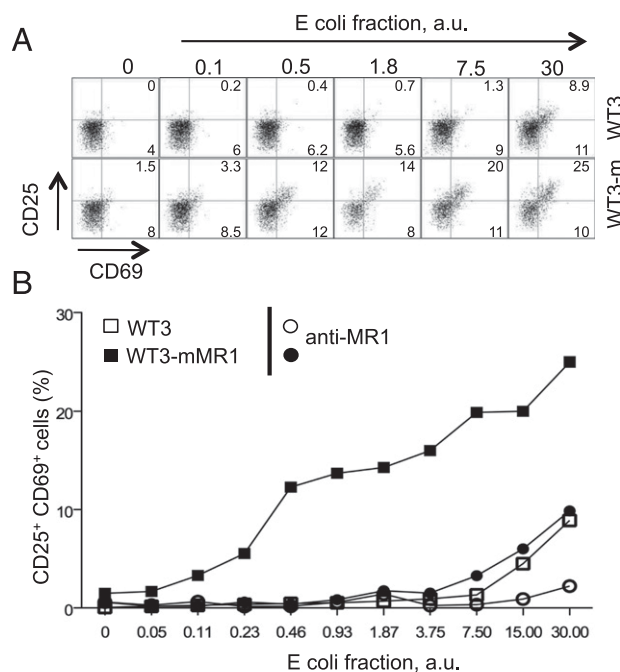 A
E coli fraction, a.u.
0 0.1 0.5 1.8 7.5 30
0 0.2 0.4 0.7 1.3 8.9
WT3
4 6 6.2 5.6 9 11
1.5 3.3 12 14 20 25
WT3-m
8 8.5 12 8 11 10
CD25
CD69
B
30
WT3
WT3-mMR1
anti-MR1
20
10
0
CD25+ CD69+ cells (%)
0 0.05 0.11 0.23 0.46 0.93 1.87 3.75 7.50 15.00 30.00
E coli fraction, a.u.